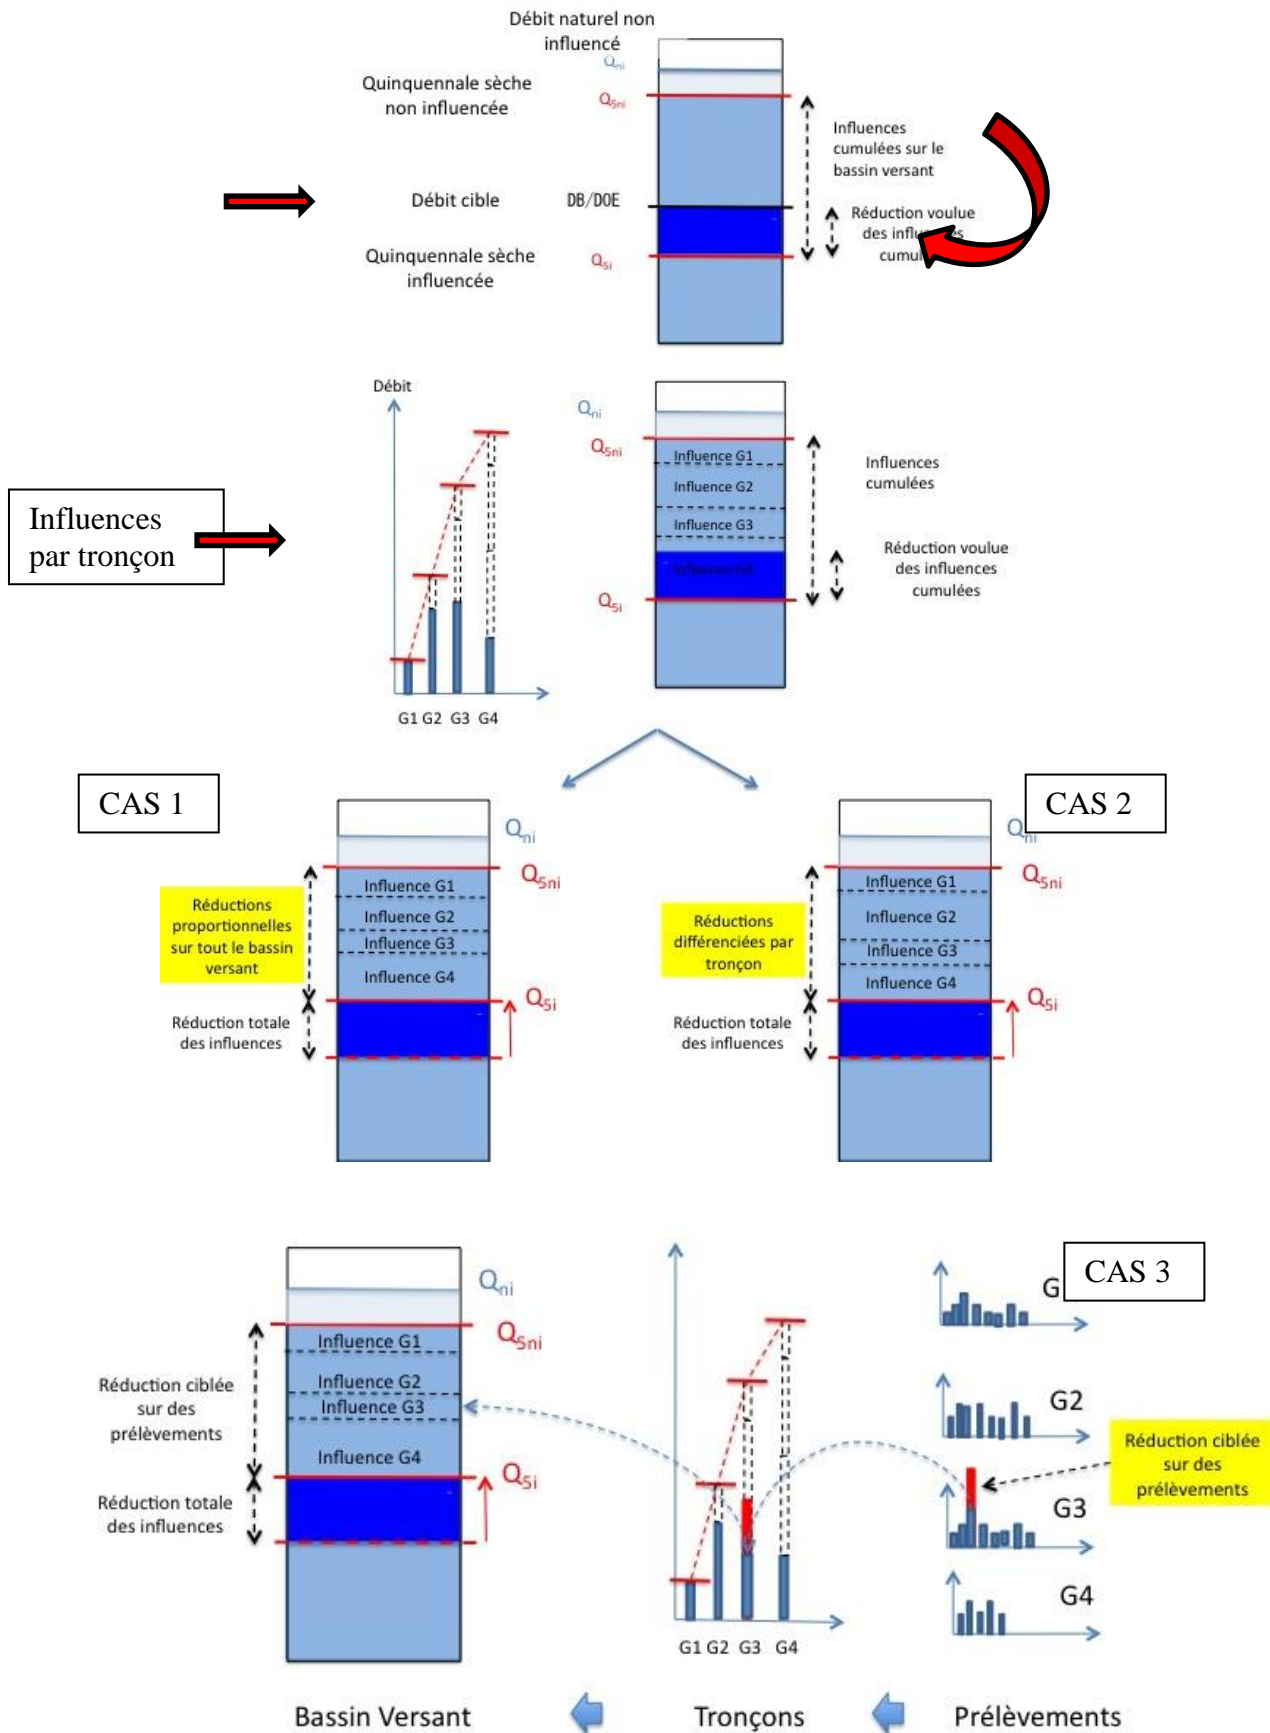 Débit naturel non
influencé
Qni
Quinquennale sèche
non influencée
Q5ni
Influences
cumulées sur le
bassin versant
Débit cible
DB/DOE
Réduction voulue
des influences
cumulées
Quinquennale sèche
influencée
Q5i
Débit
Qni
Q5ni
Influence G1
Influence G2
Influence G3
Influence G4
Influences
cumulées
Réduction voulue
des influences
cumulées
Q5i
Influences
par tronçon
G1 G2 G3 G4
CAS 1
Qni
Q5ni
Influence G1
Influence G2
Influence G3
Influence G4
Réductions
proportionnelles
sur tout le bassin
versant
Q5i
Réduction totale
des influences
CAS 2
Qni
Q5ni
Influence G1
Influence G2
Influence G3
Influence G4
Réductions
différenciées par
tronçon
Q5i
Réduction totale
des influences
CAS 3
Qni
Q5ni
Influence G1
Influence G2
Influence G3
Influence G4
Réduction ciblée
sur des
prélèvements
Q5i
Réduction totale
des influences
G1 G2 G3 G4
G
G2
G3
G4
Réduction ciblée
sur des
prélèvements
Bassin Versant
Tronçons
Prélèvements